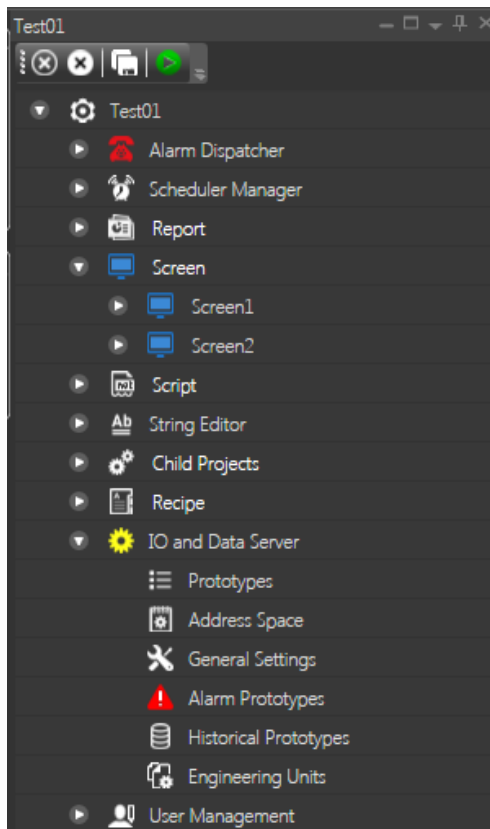 Test01
Test01
Alarm Dispatcher
Scheduler Manager
Report
Screen
Screen1
Screen2
Script
Ab String Editor
Child Projects
Recipe
IO and Data Server
Prototypes
Address Space
General Settings
Alarm Prototypes
Historical Prototypes
Engineering Units
User Management